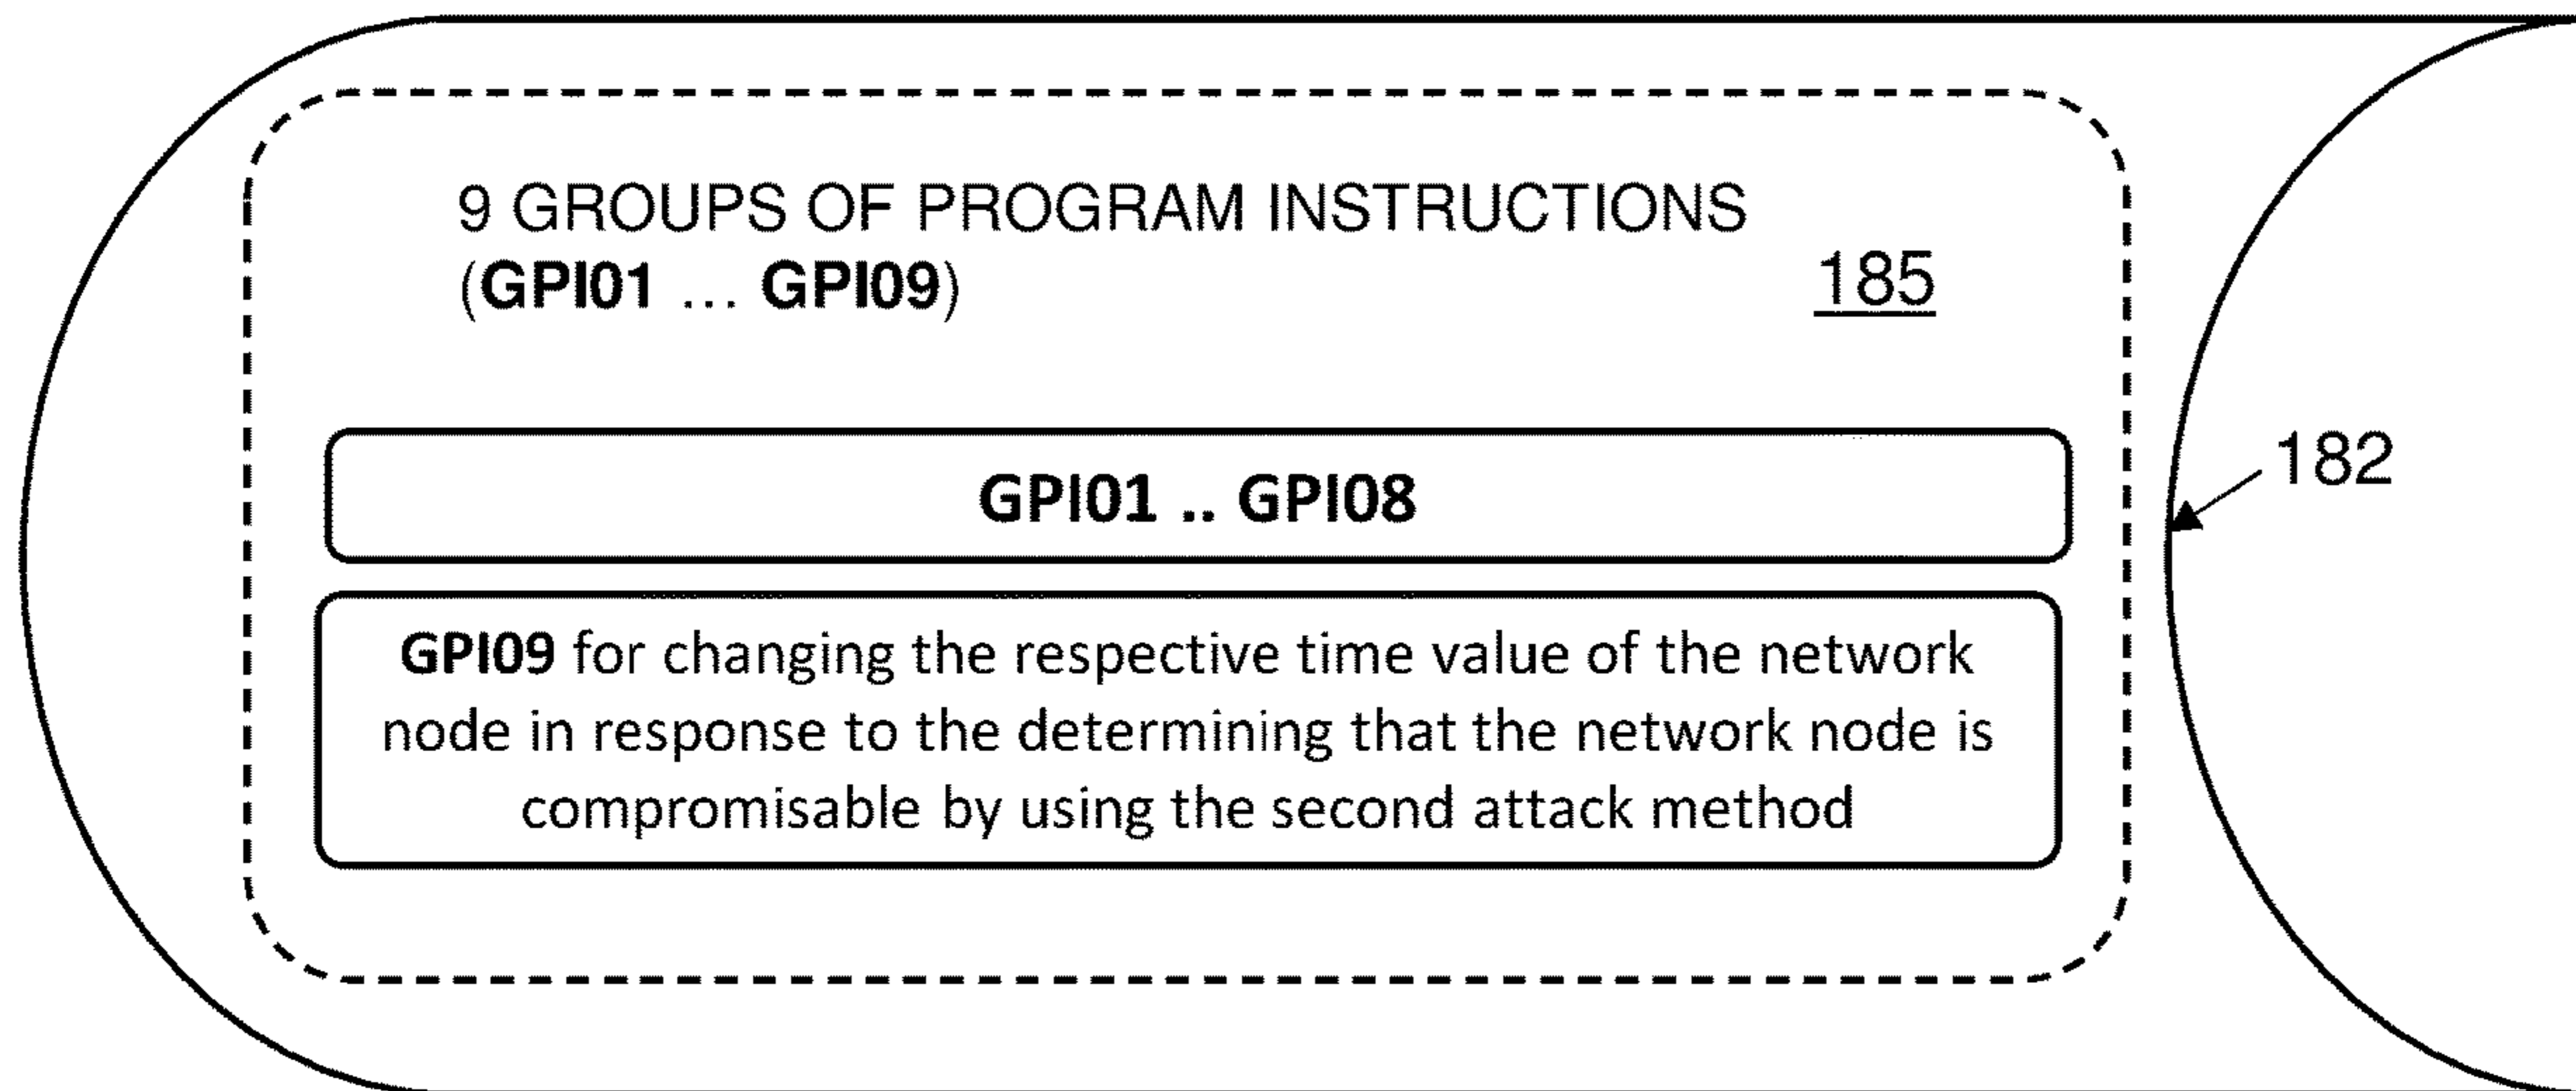 9 GROUPS OF PROGRAM INSTRUCTIONS
(GPI01 ... GPI09)
185
GPI01 .. GPI08
182
GPI09 for changing the respective time value of the network
node in response to the determining that the network node is
compromisable by using the second attack method